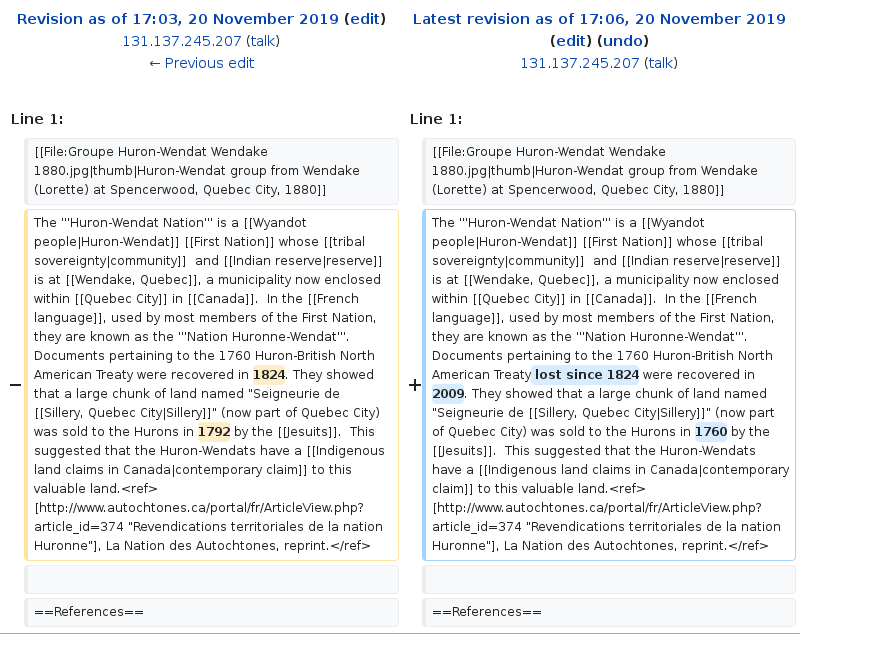 Revision as of 17:03, 20 November 2019 (edit)
131.137.245.207 (talk)
← Previous edit
Latest revision as of 17:06, 20 November 2019
(edit) (undo)
131.137.245.207 (talk)
Line 1:
Line 1:
[[File:Groupe Huron-Wendat Wendake
1880.jpg|thumb|Huron-Wendat group from Wendake
(Lorette) at Spencerwood, Quebec City, 1880]]
[[File:Groupe Huron-Wendat Wendake
1880.jpg|thumb|Huron-Wendat group from Wendake
(Lorette) at Spencerwood, Quebec City, 1880]]
−
The '''Huron-Wendat Nation''' is a [[Wyandot
people|Huron-Wendat]] [[First Nation]] whose [[tribal
sovereignty|community]]  and [[Indian reserve|reserve]]
is at [[Wendake, Quebec]], a municipality now enclosed
within [[Quebec City]] in [[Canada]].  In the [[French
language]], used by most members of the First Nation,
they are known as the '''Nation Huronne-Wendat'''.
Documents pertaining to the 1760 Huron-British North
American Treaty were recovered in 1824. They showed
that a large chunk of land named "Seigneurie de
[[Sillery, Quebec City|Sillery]]" (now part of Quebec City)
was sold to the Hurons in 1792 by the [[Jesuits]].  This
suggested that the Huron-Wendats have a [[Indigenous
land claims in Canada|contemporary claim]] to this
valuable land.<ref>
[http://www.autochtones.ca/portal/fr/ArticleView.php?
article_id=374 "Revendications territoriales de la nation
Huronne"], La Nation des Autochtones, reprint.</ref>
+
The '''Huron-Wendat Nation''' is a [[Wyandot
people|Huron-Wendat]] [[First Nation]] whose [[tribal
sovereignty|community]]  and [[Indian reserve|reserve]]
is at [[Wendake, Quebec]], a municipality now enclosed
within [[Quebec City]] in [[Canada]].  In the [[French
language]], used by most members of the First Nation,
they are known as the '''Nation Huronne-Wendat'''.
Documents pertaining to the 1760 Huron-British North
American Treaty lost since 1824 were recovered in
2009. They showed that a large chunk of land named
"Seigneurie de [[Sillery, Quebec City|Sillery]]" (now part
of Quebec City) was sold to the Hurons in 1760 by the
[[Jesuits]].  This suggested that the Huron-Wendats
have a [[Indigenous land claims in Canada|contemporary
claim]] to this valuable land.<ref>
[http://www.autochtones.ca/portal/fr/ArticleView.php?
article_id=374 "Revendications territoriales de la nation
Huronne"], La Nation des Autochtones, reprint.</ref>
==References==
==References==